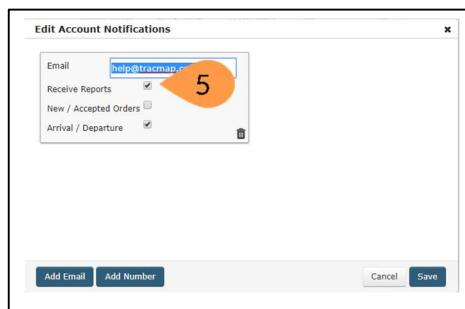 Edit Account Notifications x
Email help@tracmap.
Receive Reports
5
New / Accepted Orders
Arrival / Departure
Add Email Add Number Cancel Save